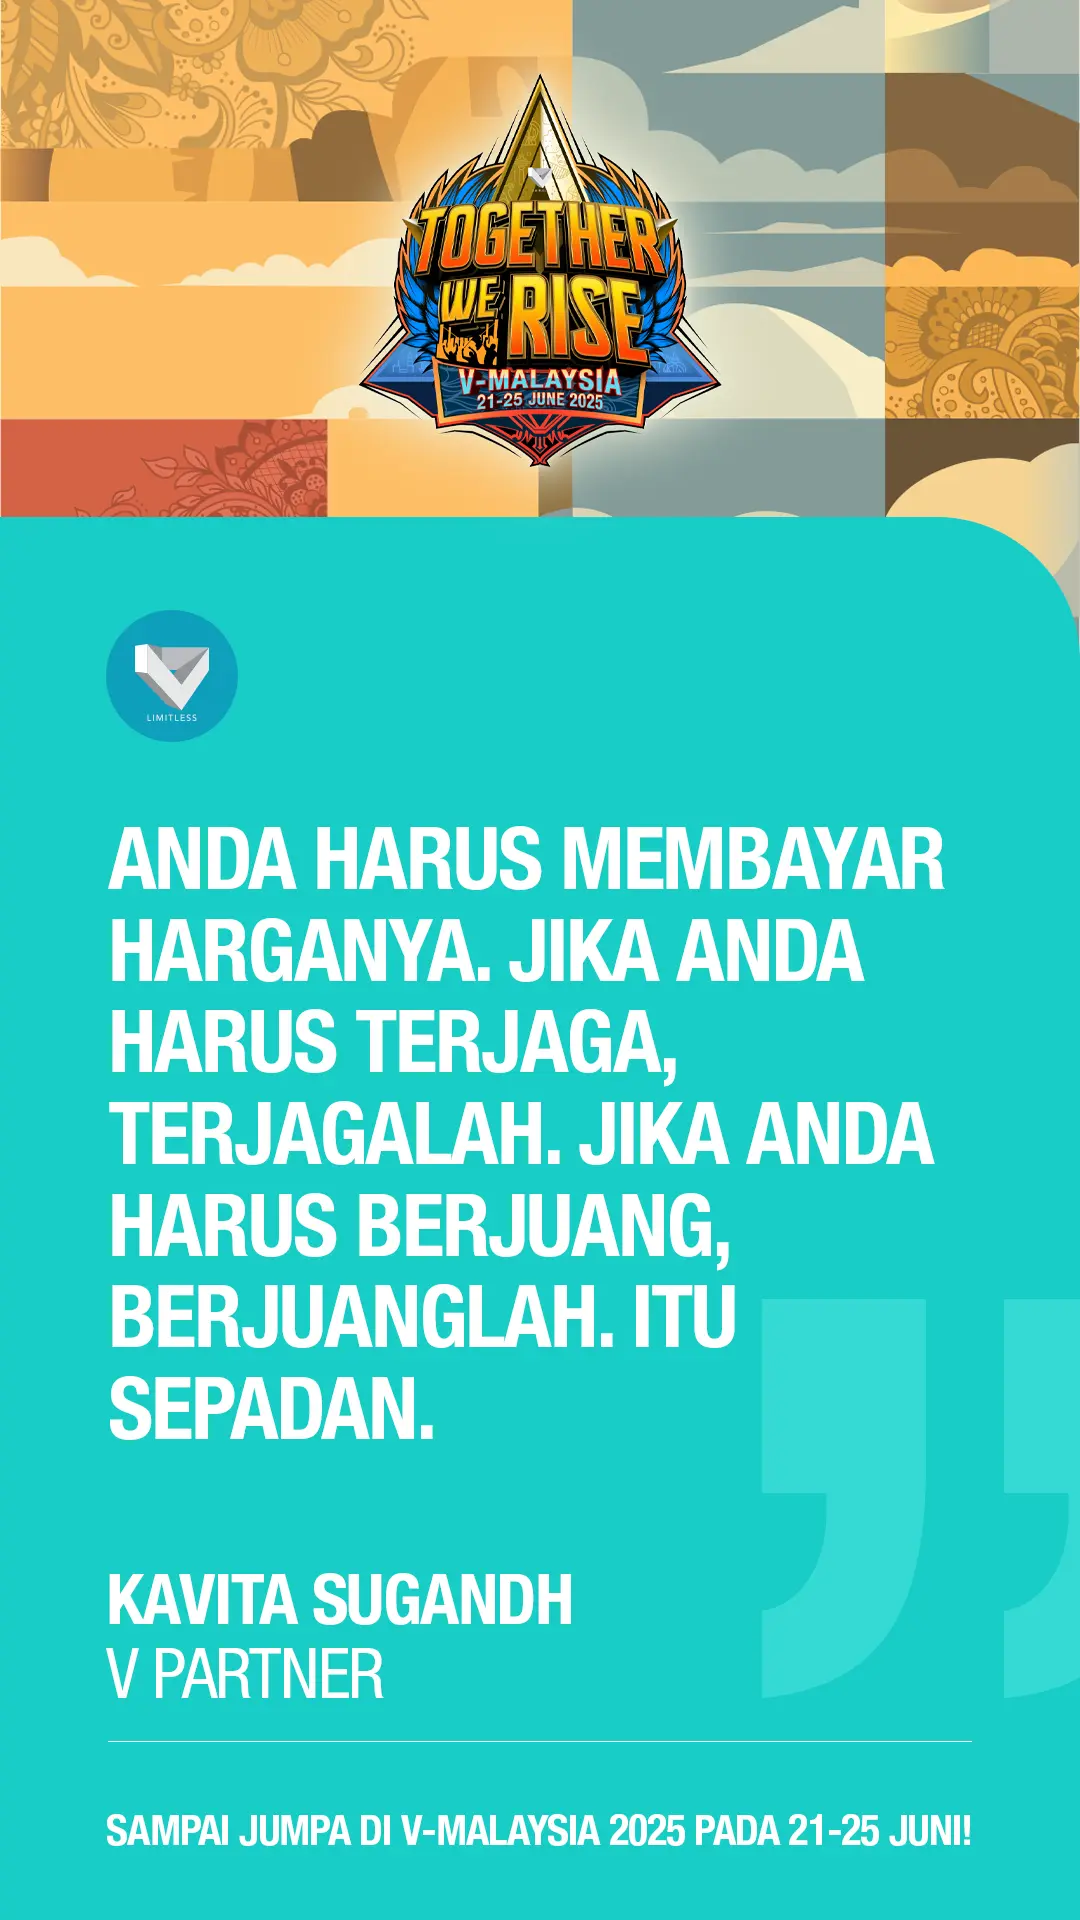 TOGETHER
WE RISE
V-MALAYSIA
21-25 JUNE 2025
LIMITLESS
ANDA HARUS MEMBAYAR
HARGANYA. JIKA ANDA
HARUS TERJAGA,
TERJAGALAH. JIKA ANDA
HARUS BERJUANG,
BERJUANGLAH. ITU
SEPADAN.
KAVITA SUGANDH
V PARTNER
SAMPAI JUMPA DI V-MALAYSIA 2025 PADA 21-25 JUNI!